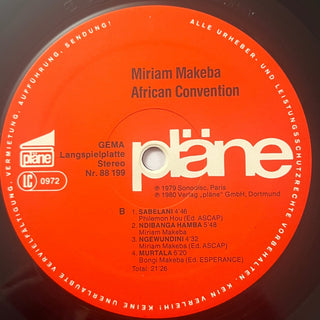 ALLE URHEBER- UND LEISTUNGSSCHUTZRECHTE VORBEHALTEN. KEIN VERLEIH! KEINE UNERLAUBTE VERVIELFÄLTIGUNG, VERMIETUNG, AUFFÜHRUNG, SENDUNG!
Miriam Makeba
African Convention
pläne
LC 0972
GEMA
Langspielplatte
Stereo
Nr. 88 199
pläne
℗ 1979 Sonodisc, Paris
℗ 1980 Verlag „pläne“ GmbH, Dortmund
B 1. SABELANI 4'46
Philemon Hou (Ed. ASCAP)
2. NDIBANGA HAMBA 5'48
Miriam Makeba
3. NGEWUNDINI 4'32
Miriam Makeba (Ed. ASCAP)
4. MURTALA 5'20
Bongi Makeba (Ed. ESPERANCE)
Total: 21'26